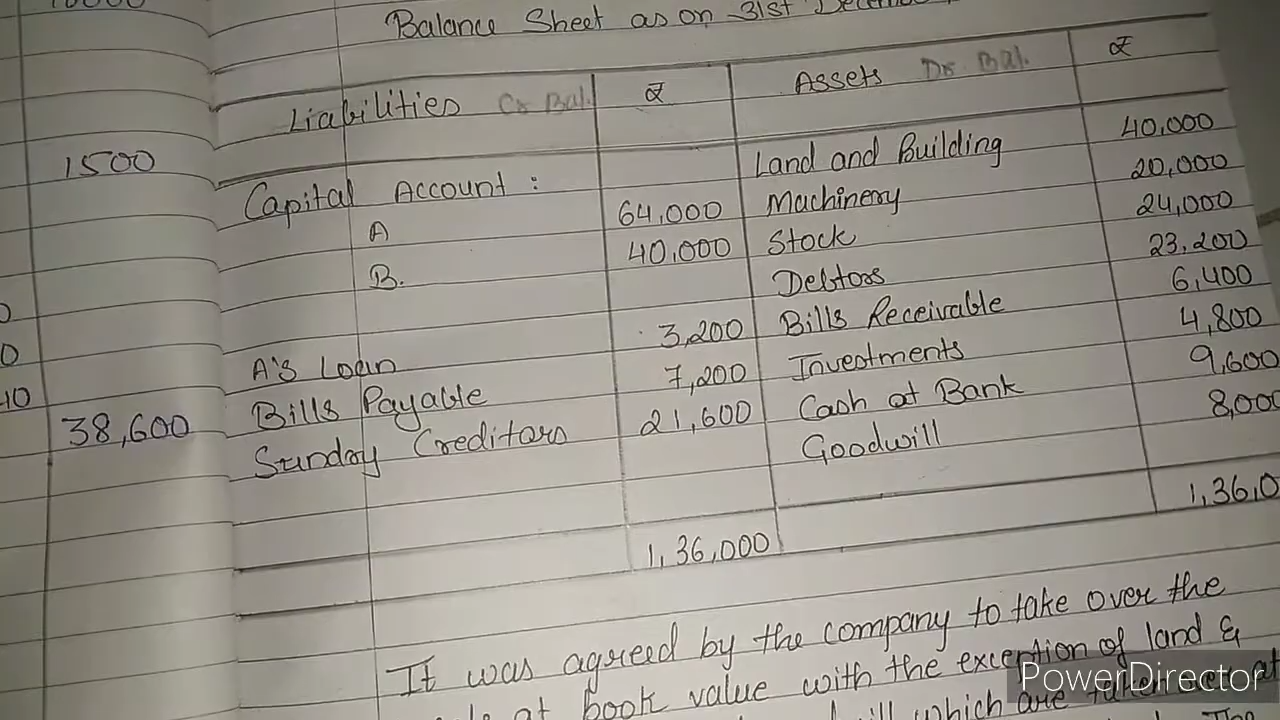 Balance Sheet as on 31st
Liabilities Cr Bal. ₹ Assets Dr. Bal. ₹
1500
Capital Account : Land and Building 40,000
A 64,000 Machinery 20,000
B. 40,000 Stock 24,000
Debtors 23,200
A's Loan 3,200 Bills Receivable 6,400
Bills Payable 7,200 Investments 4,800
38,600
Sundry Creditors 21,600 Cash at Bank 9,600
Goodwill 8,000
1,36,000 1,36,0
It was agreed by the company to take over the
at book value with the exception of land &
which are
PowerDirector